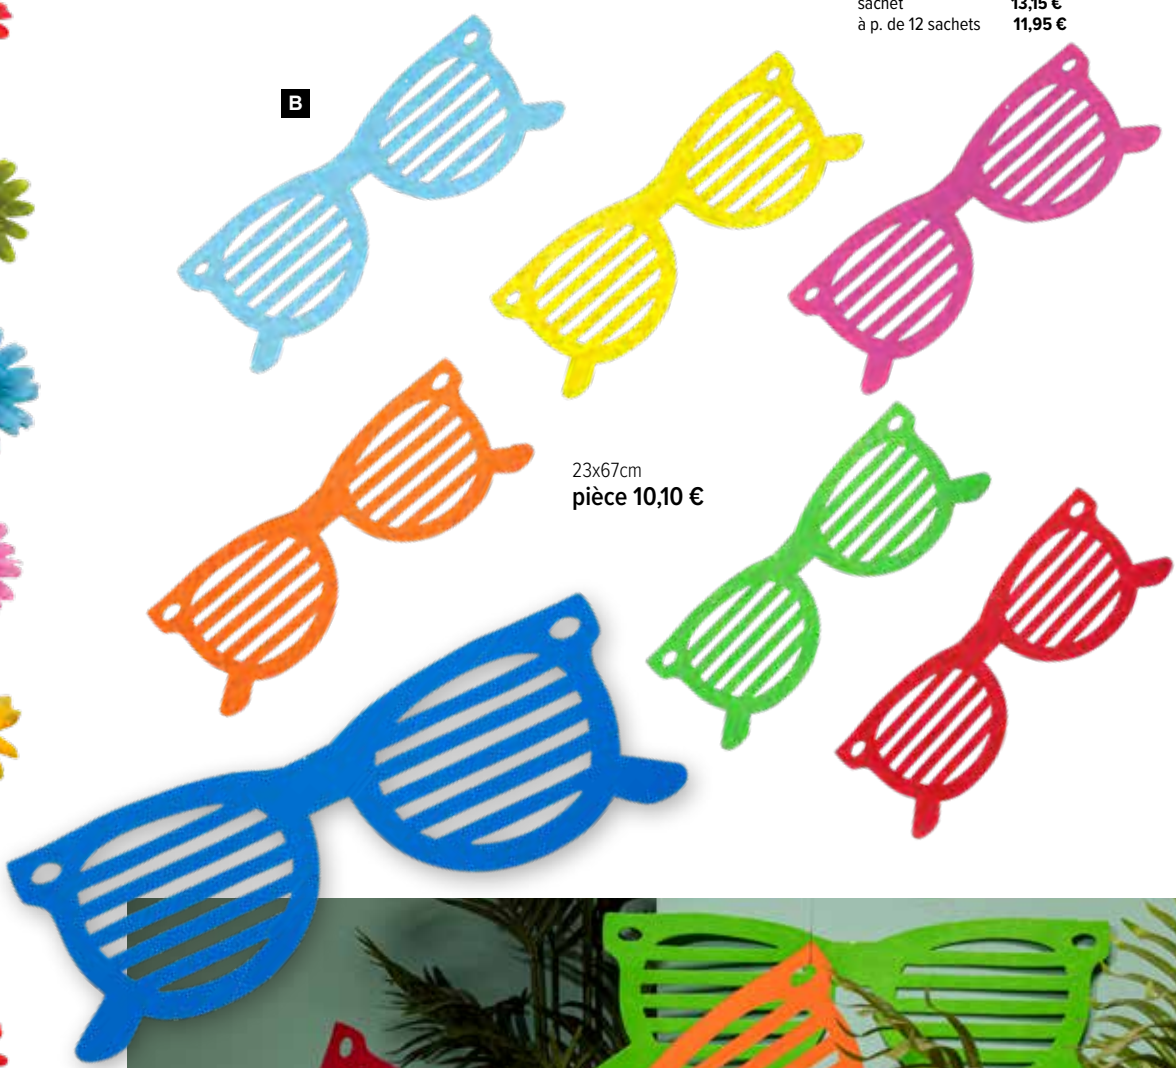 sachet 13,15 €
à p. de 12 sachets 11,95 €
B
23x67cm
pièce 10,10 €